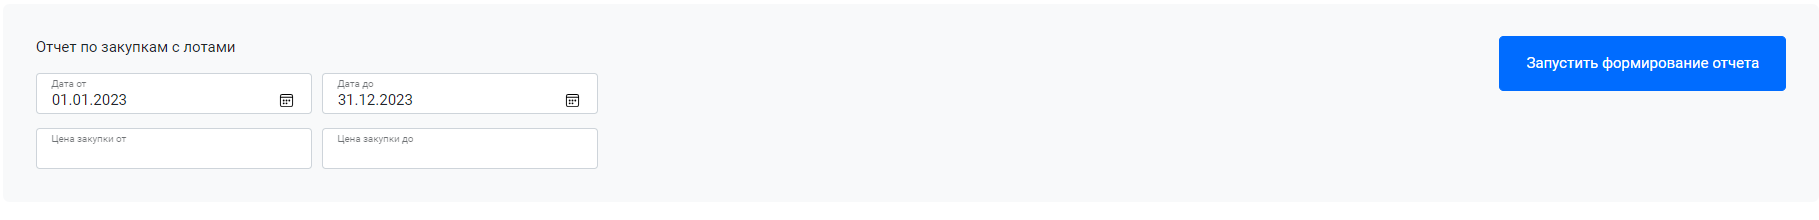 Отчет по закупкам с лотами
Запустить формирование отчета
Дата от
01.01.2023
Дата до
31.12.2023
Цена закупки от
Цена закупки до